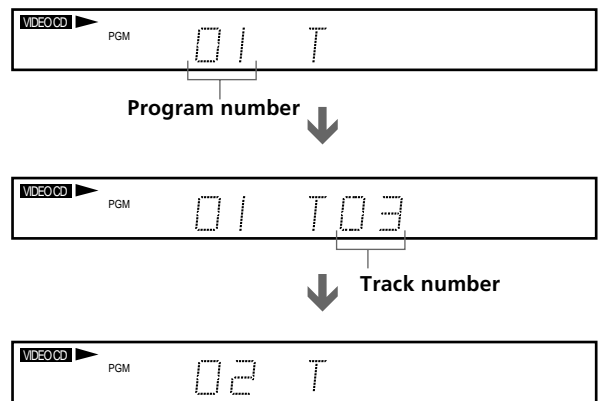 VIDEO CD
PGM 01 T
Program number
VIDEO CD
PGM 01 T03
Track number
VIDEO CD
PGM 02 T